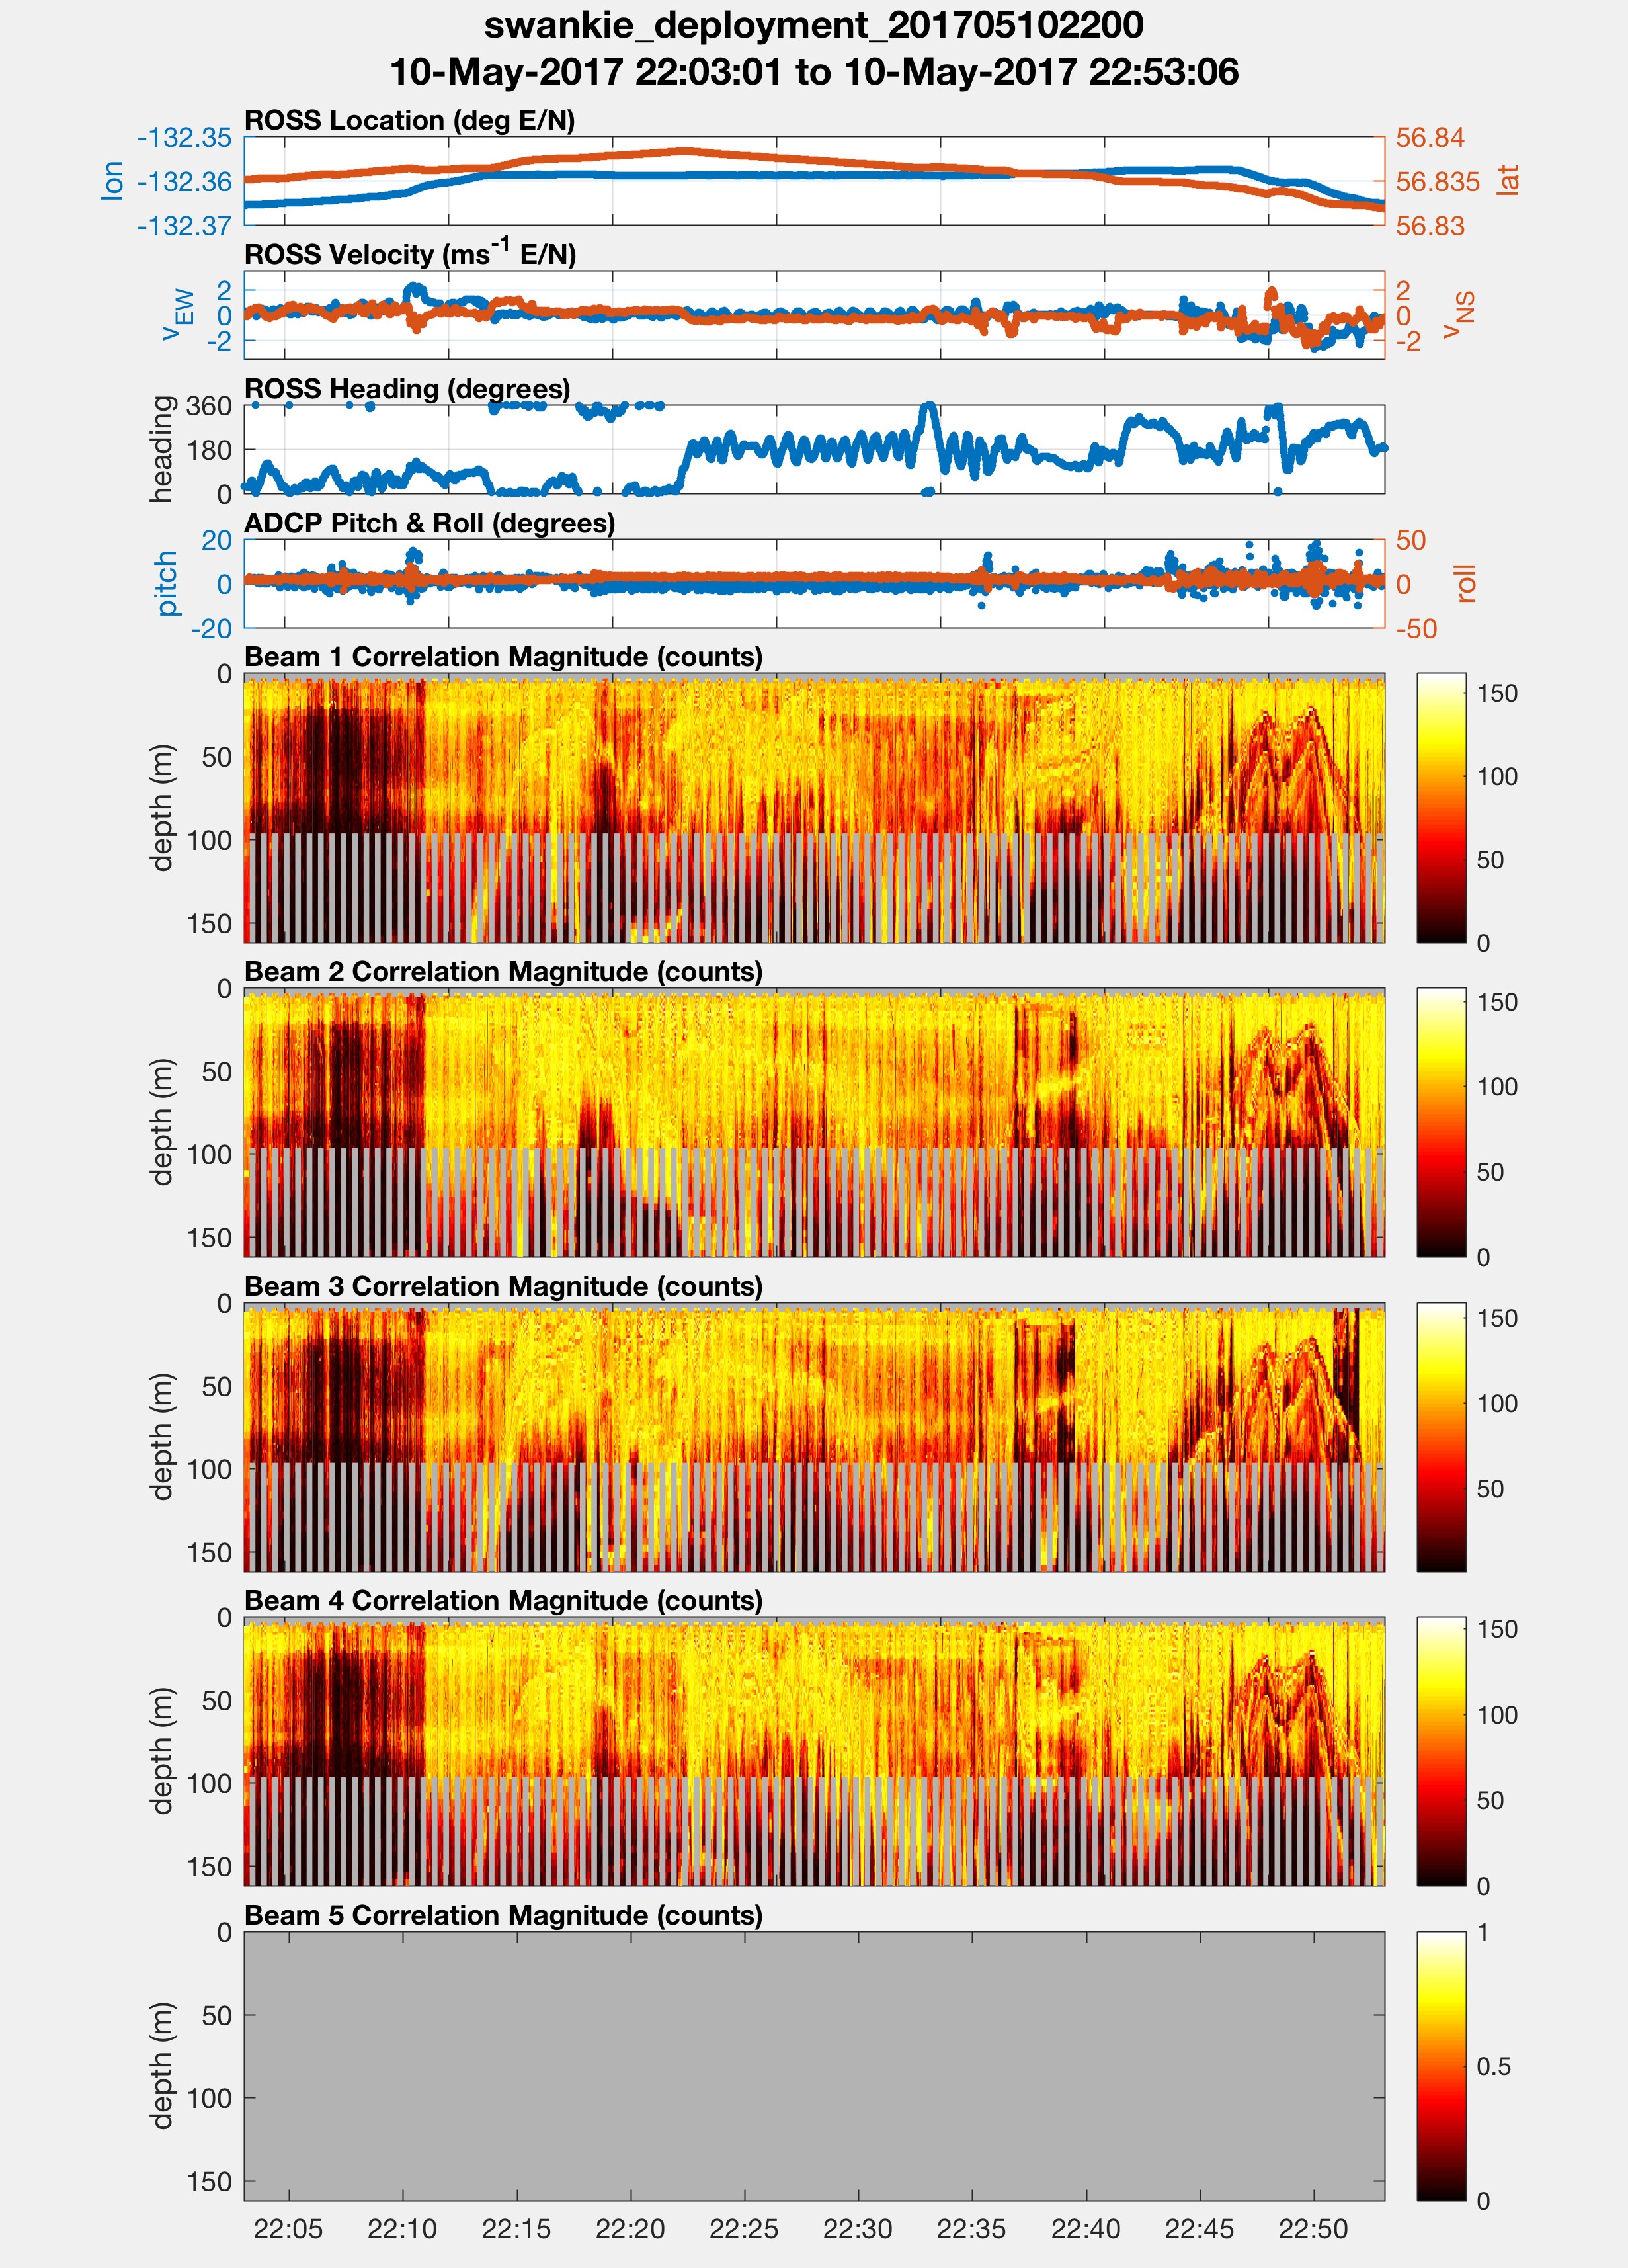 swankie_deployment_201705102200
10-May-2017 22:03:01 to 10-May-2017 22:53:06
ROSS Location (deg E/N)
-132.35
-132.36
-132.37
lon
56.84
56.835
56.83
lat
ROSS Velocity (ms-1 E/N)
2
0
-2
vEW
2
0
-2
vNS
ROSS Heading (degrees)
360
180
0
heading
ADCP Pitch & Roll (degrees)
20
0
-20
pitch
50
0
-50
roll
Beam 1 Correlation Magnitude (counts)
0
50
100
150
depth (m)
150
100
50
0
Beam 2 Correlation Magnitude (counts)
0
50
100
150
depth (m)
150
100
50
0
Beam 3 Correlation Magnitude (counts)
0
50
100
150
depth (m)
150
100
50
Beam 4 Correlation Magnitude (counts)
0
50
100
150
depth (m)
150
100
50
0
Beam 5 Correlation Magnitude (counts)
0
50
100
150
depth (m)
1
0.5
0
22:05 22:10 22:15 22:20 22:25 22:30 22:35 22:40 22:45 22:50